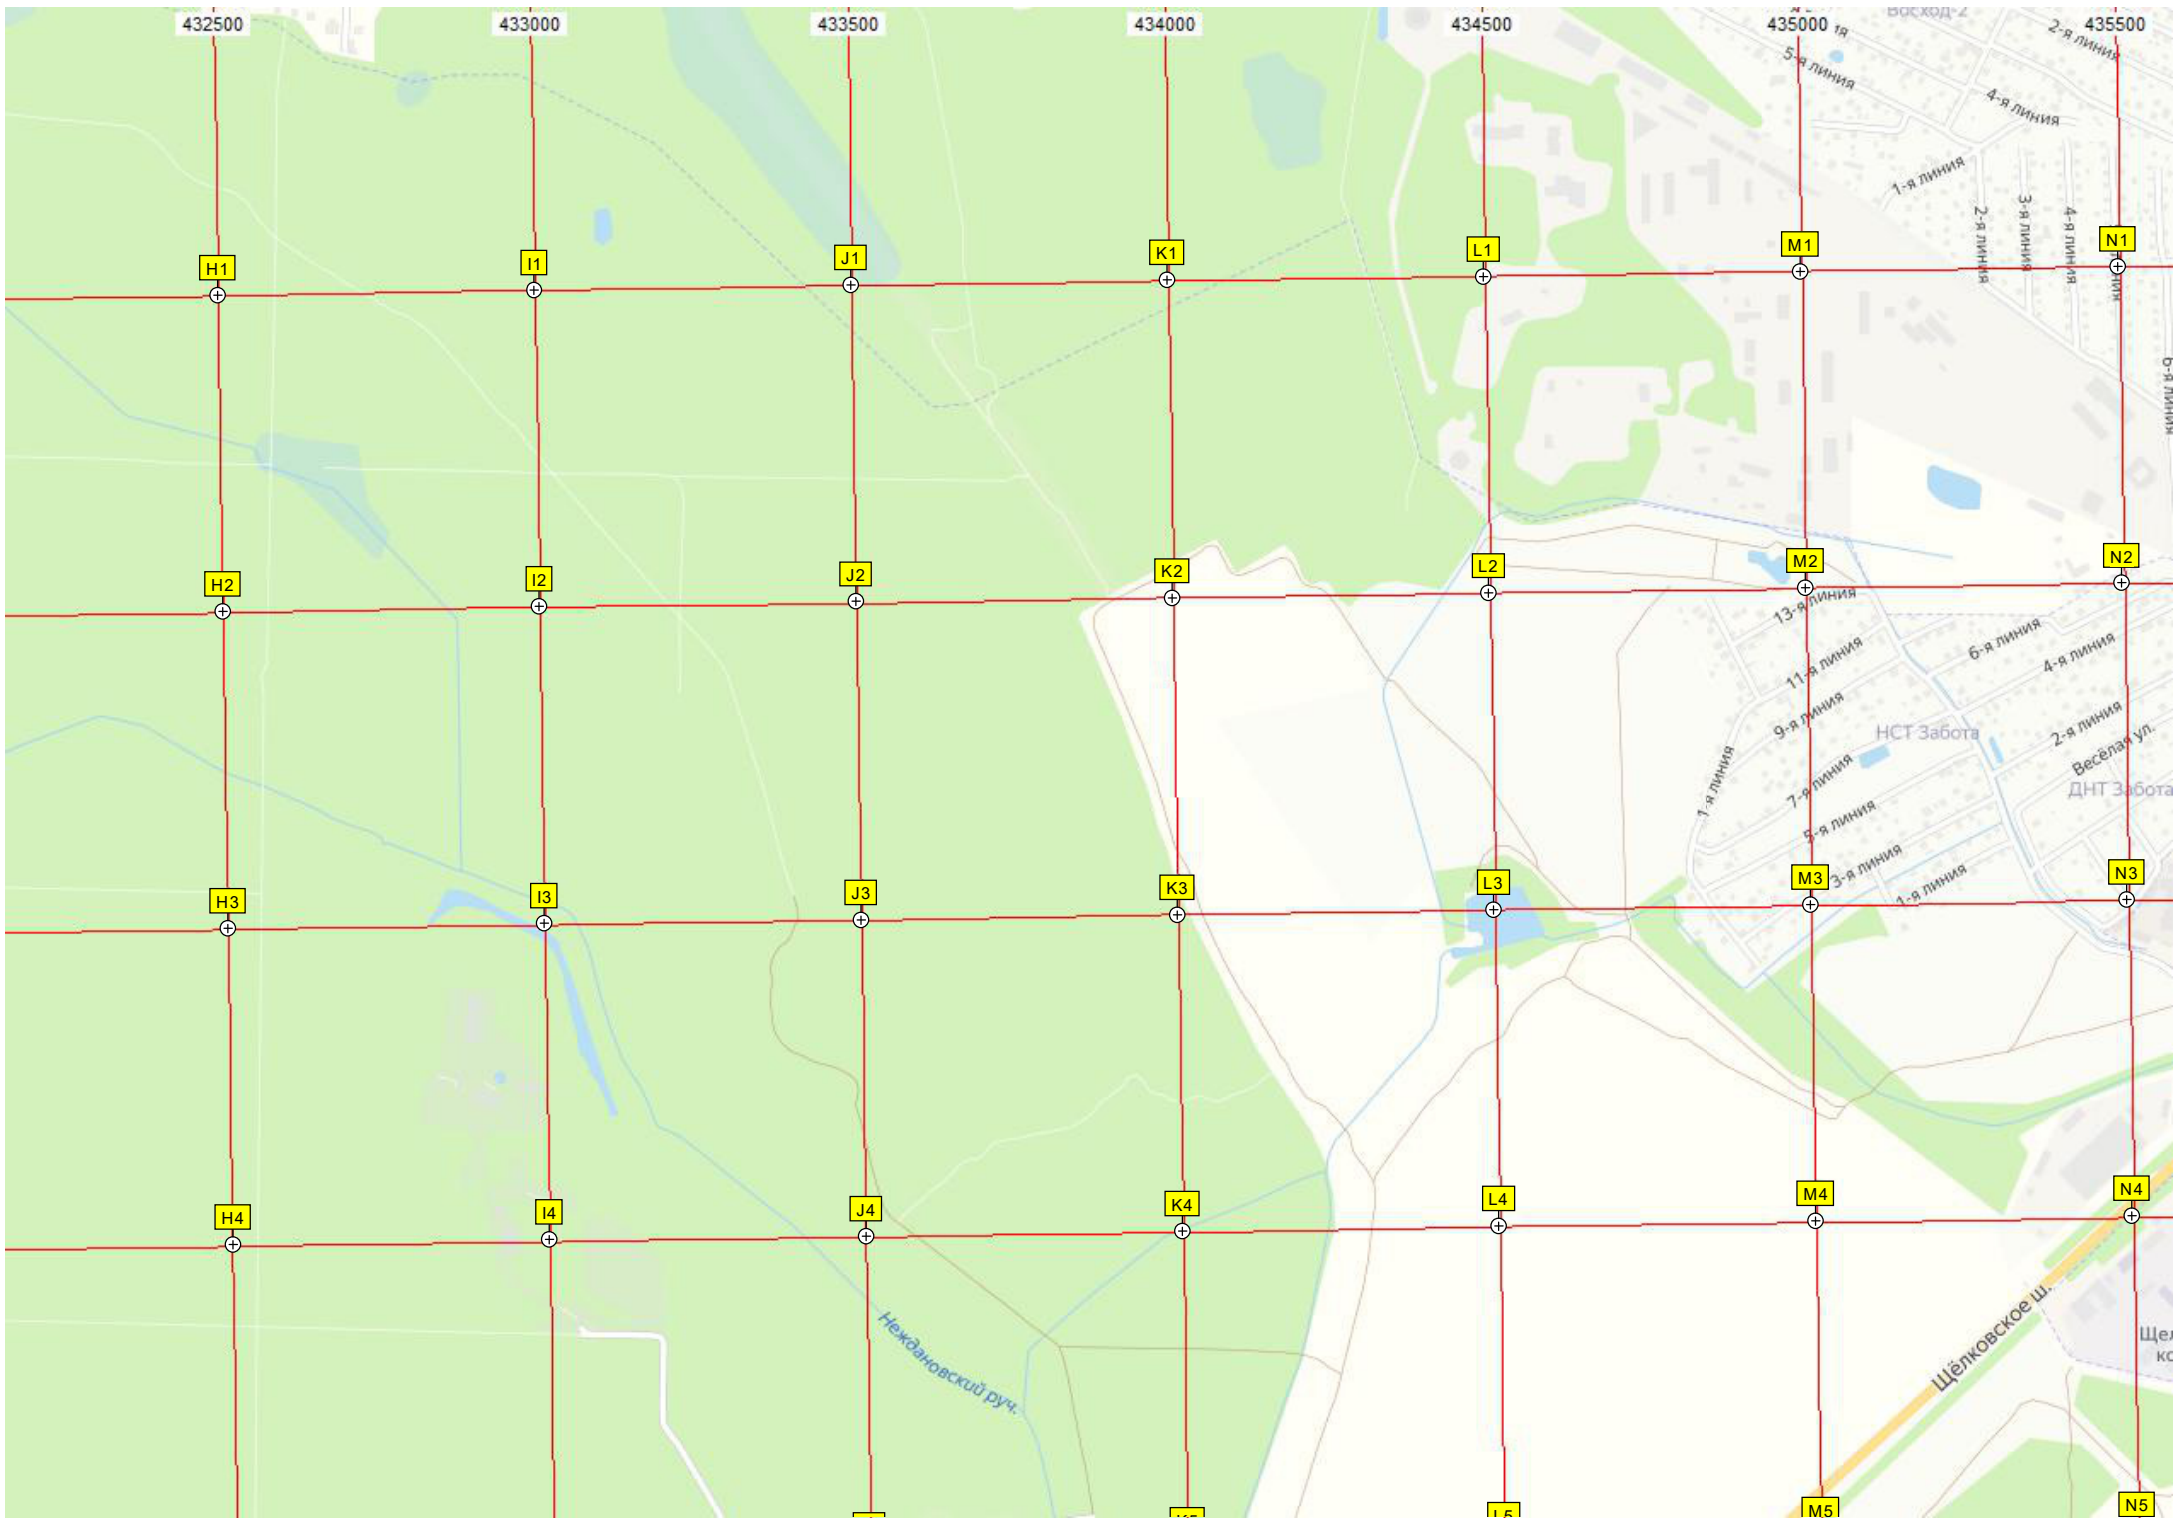 432500 433000 433500 434000 434500 435000 435500
Восход-2
2-я линия
5-я линия
4-я линия
1-я линия
2-я линия
3-я линия
4-я линия
H1 I1 J1 K1 L1 M1 N1
6-я линия
H2 I2 J2 K2 L2 M2 N2
13-я линия
6-я линия
4-я линия
11-я линия
9-я линия
2-я линия
НСТ Забота
Весёлая ул.
1-я линия
7-я линия
ДНТ Забота
5-я линия
3-я линия
1-я линия
H3 I3 J3 K3 L3 M3 N3
H4 I4 J4 K4 L4 M4 N4
Неждановский руч.
Щёлковское ш.
L5 M5 N5